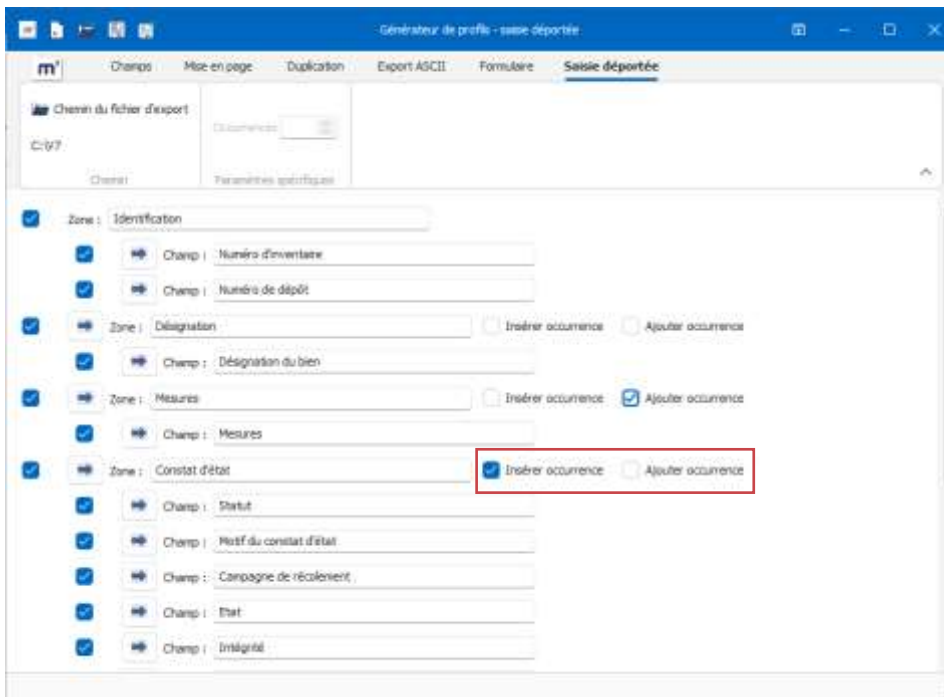 Générateur de profils - saisie déportée
m³ Champs Mise en page Duplication Export ASCII Formulaire Saisie déportée
Chemin du fichier d'export
Occurrences
C:\V7
Chemin Paramètres spécifiques
Zone : Identification
Champ : Numéro d'inventaire
Champ : Numéro de dépôt
Zone : Désignation Insérer occurrence Ajouter occurrence
Champ : Désignation du bien
Zone : Mesures Insérer occurrence Ajouter occurrence
Champ : Mesures
Zone : Constat d'état Insérer occurrence Ajouter occurrence
Champ : Statut
Champ : Motif du constat d'état
Champ : Campagne de récolement
Champ : Etat
Champ : Intégrité